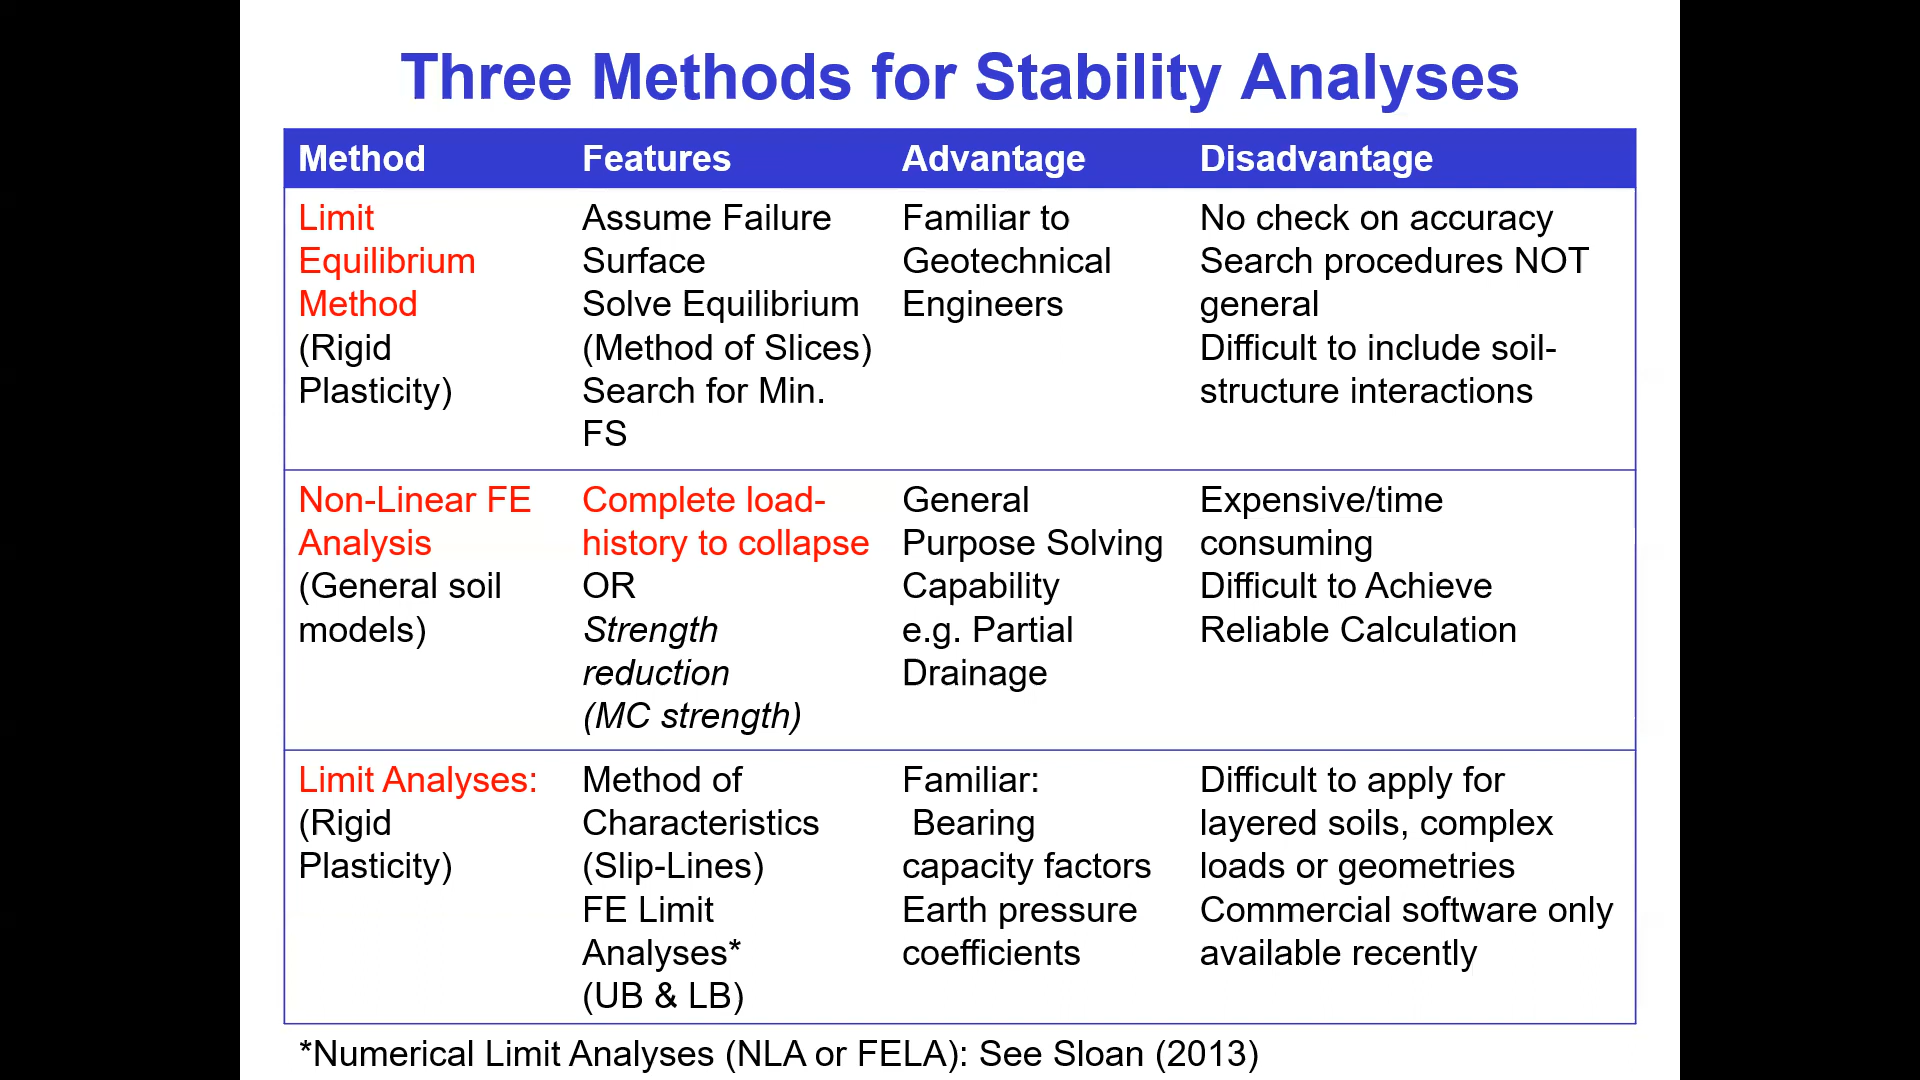 Three Methods for Stability Analyses
Method Features Advantage Disadvantage
Limit
Equilibrium
Method
(Rigid
Plasticity)
Assume Failure
Surface
Solve Equilibrium
(Method of Slices)
Search for Min.
FS
Familiar to
Geotechnical
Engineers
No check on accuracy
Search procedures NOT
general
Difficult to include soil-
structure interactions
Non-Linear FE
Analysis
(General soil
models)
Complete load-
history to collapse
OR
Strength
reduction
(MC strength)
General
Purpose Solving
Capability
e.g. Partial
Drainage
Expensive/time
consuming
Difficult to Achieve
Reliable Calculation
Limit Analyses:
(Rigid
Plasticity)
Method of
Characteristics
(Slip-Lines)
FE Limit
Analyses*
(UB & LB)
Familiar:
Bearing
capacity factors
Earth pressure
coefficients
Difficult to apply for
layered soils, complex
loads or geometries
Commercial software only
available recently
*Numerical Limit Analyses (NLA or FELA): See Sloan (2013)